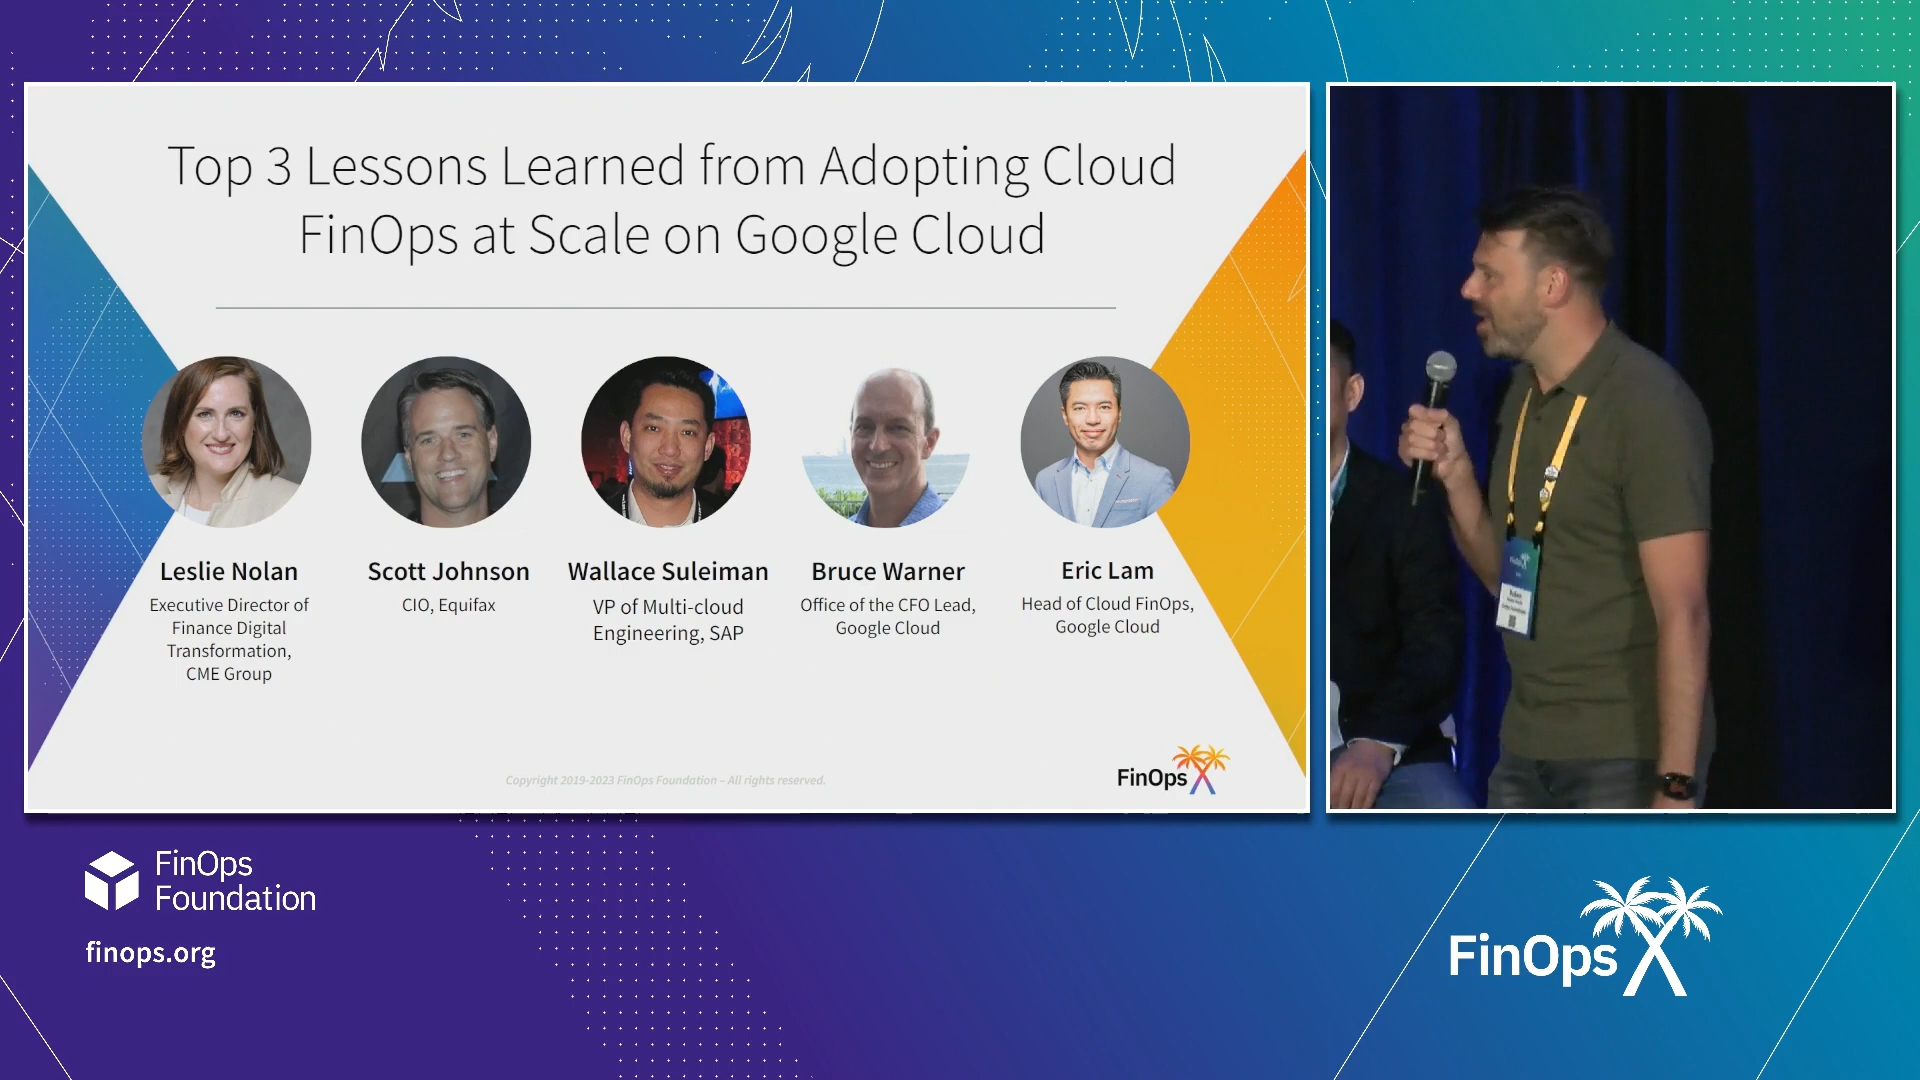 Top 3 Lessons Learned from Adopting Cloud
FinOps at Scale on Google Cloud
Leslie Nolan
Executive Director of
Finance Digital
Transformation,
CME Group
Scott Johnson
CIO, Equifax
Wallace Suleiman
VP of Multi-cloud
Engineering, SAP
Bruce Warner
Office of the CFO Lead,
Google Cloud
Eric Lam
Head of Cloud FinOps,
Google Cloud
Copyright 2019-2023 FinOps Foundation – All rights reserved.
FinOps X
FinOps
Foundation
finops.org
FinOps X